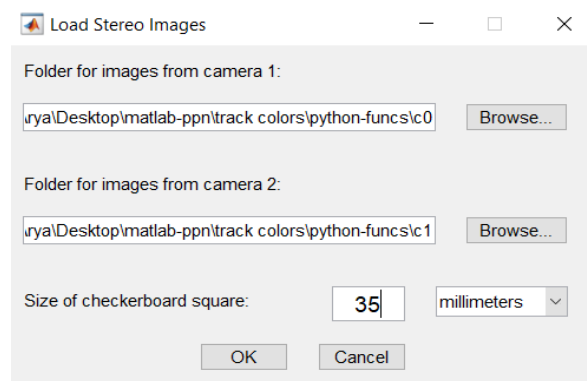 Load Stereo Images
Folder for images from camera 1:
\rya\Desktop\matlab-ppn\track colors\python-funcs\c0 Browse...
Folder for images from camera 2:
\rya\Desktop\matlab-ppn\track colors\python-funcs\c1 Browse...
Size of checkerboard square: 35 millimeters
OK Cancel